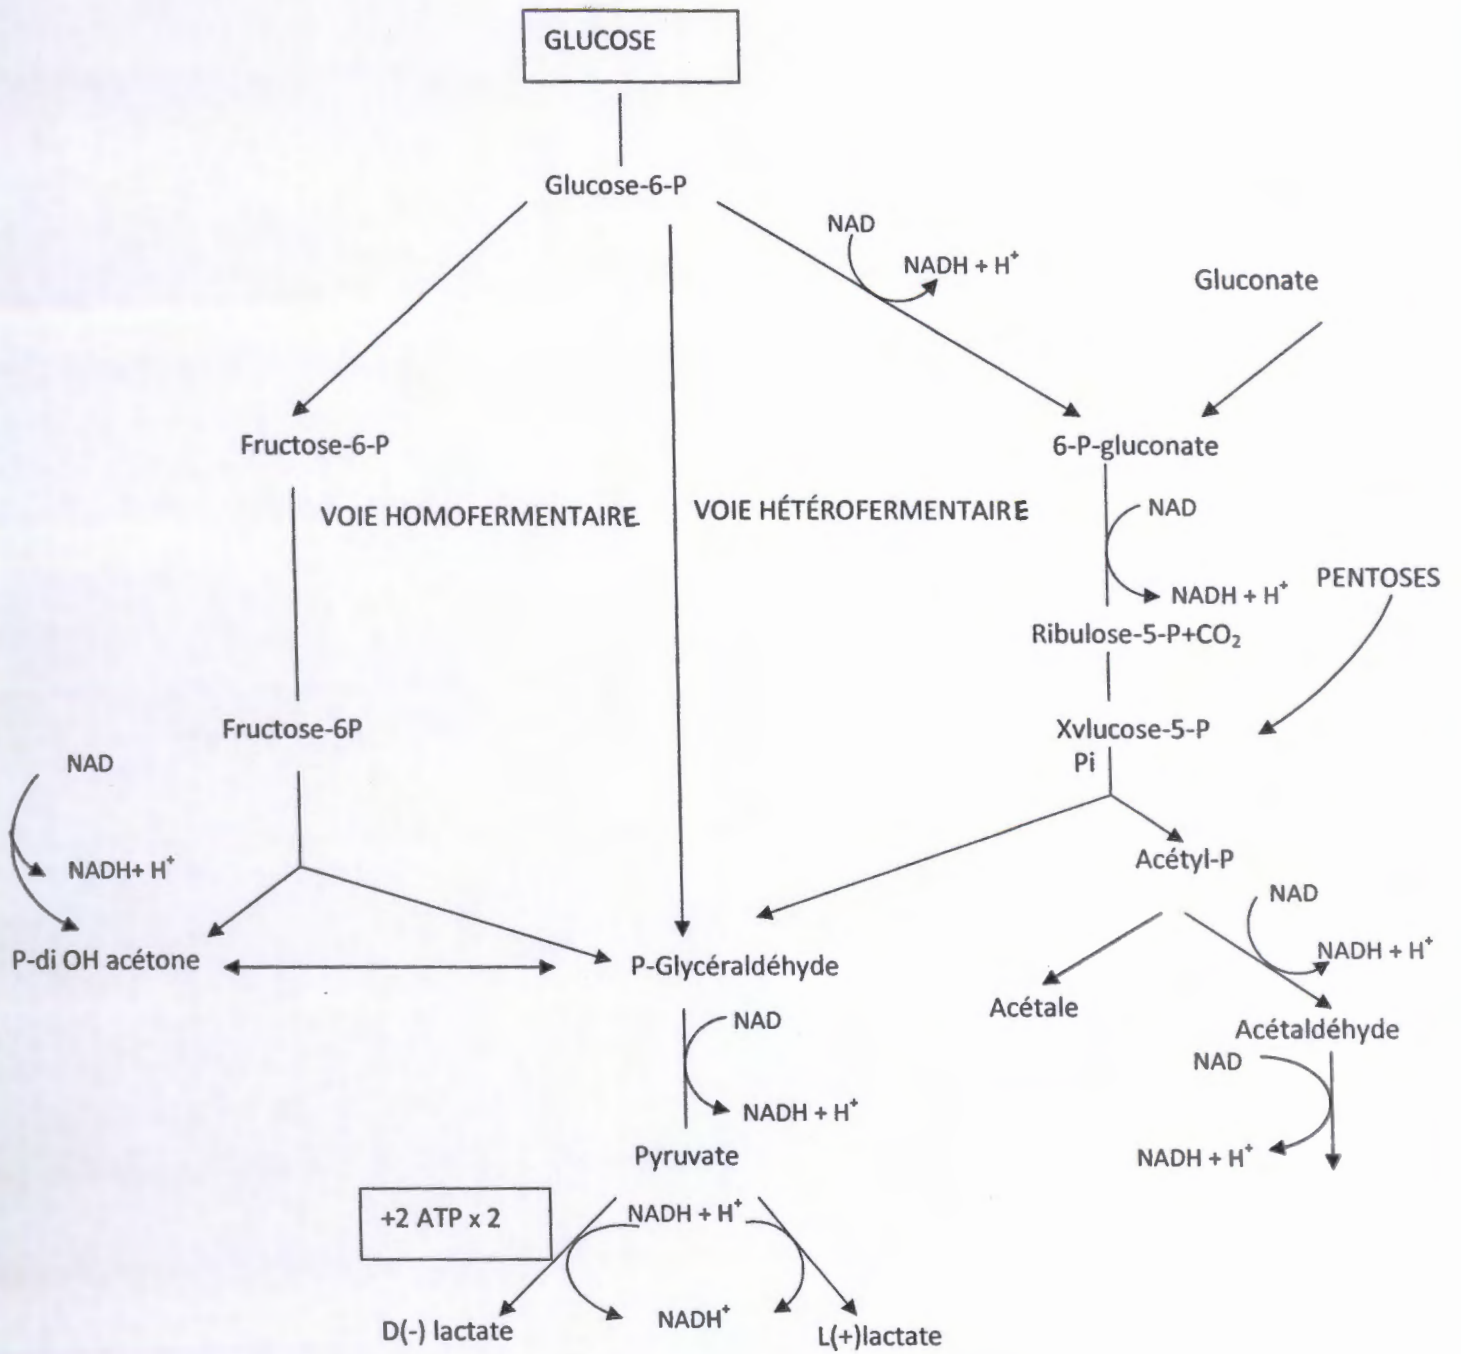 GLUCOSE
Glucose-6-P
NAD
NADH + H⁺
Gluconate
Fructose-6-P
6-P-gluconate
VOIE HOMOFERMENTAIRE
VOIE HÉTÉROFERMENTAIRE
NAD
NADH + H⁺
PENTOSES
Ribulose-5-P+CO₂
Fructose-6P
Xvlucose-5-P
Pi
NAD
NADH+ H⁺
Acétyl-P
NAD
NADH + H⁺
P-di OH acétone
P-Glycéraldéhyde
Acétale
Acétaldéhyde
NAD
NADH + H⁺
NAD
NADH + H⁺
Pyruvate
+2 ATP x 2
NADH + H⁺
D(-) lactate
NADH⁺
L(+)lactate